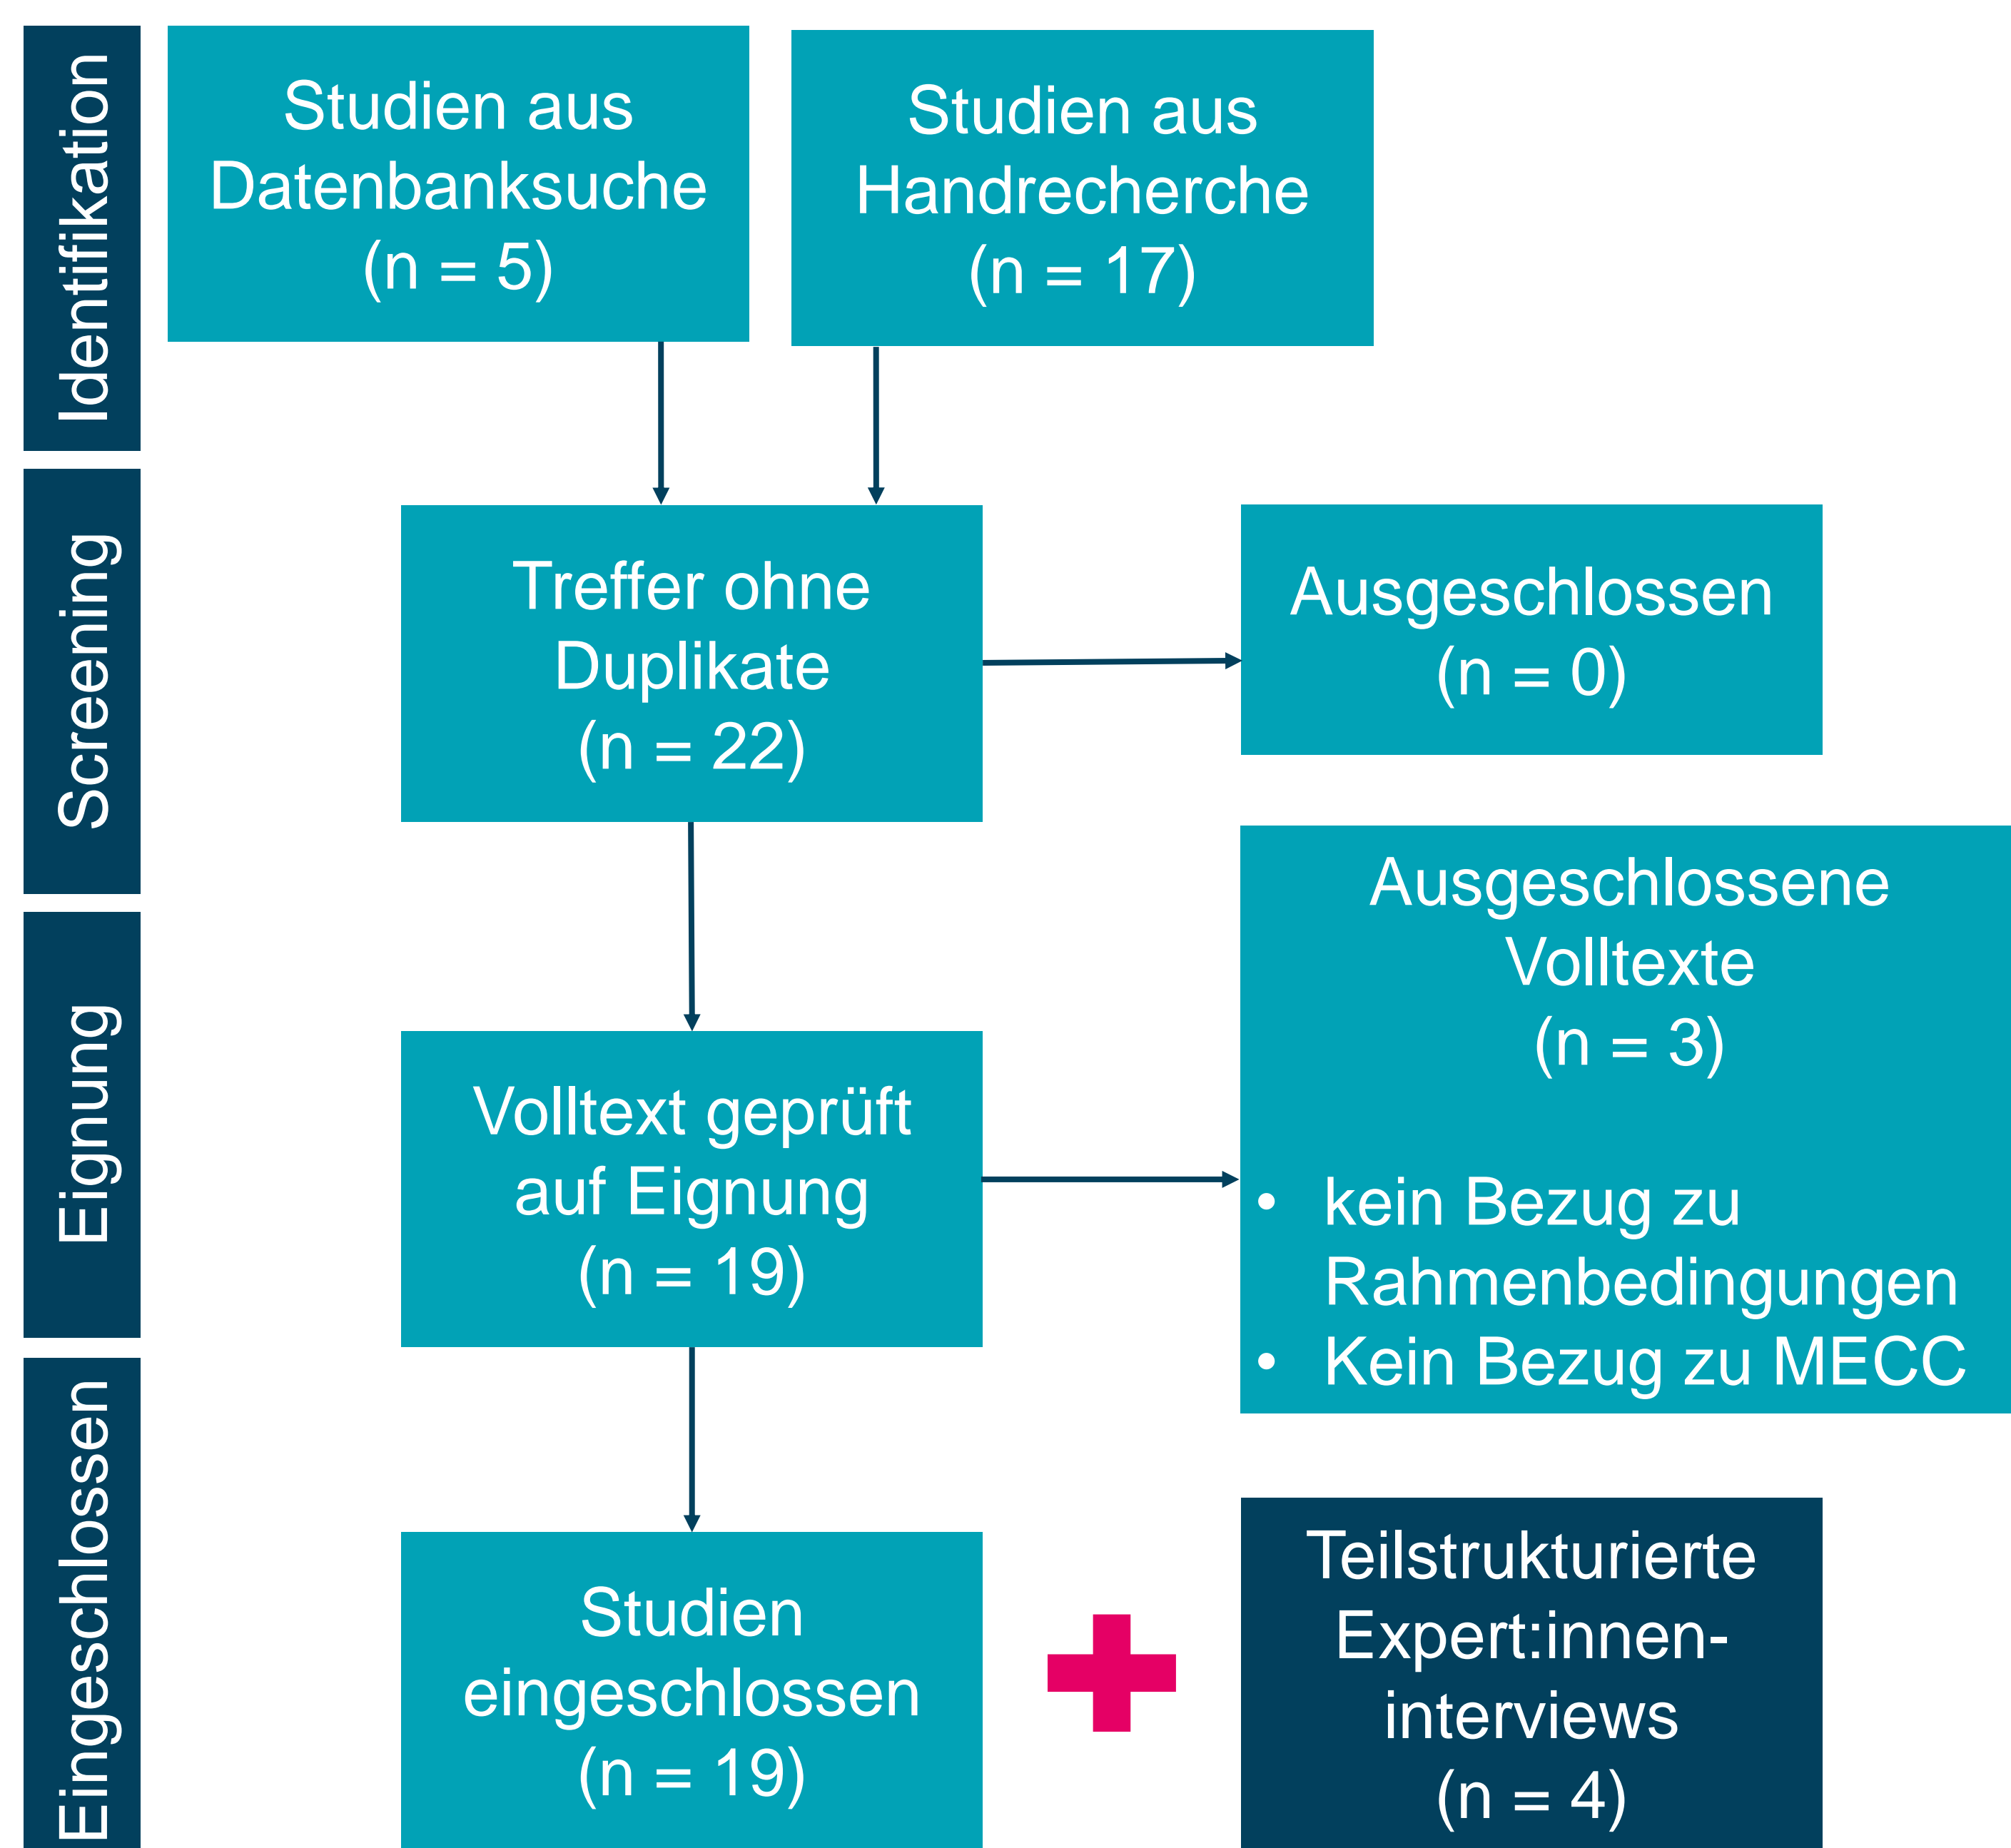 Identifikation
Studien aus
Datenbanksuche
(n = 5)
Studien aus
Handrecherche
(n = 17)
Screening
Treffer ohne
Duplikate
(n = 22)
Ausgeschlossen
(n = 0)
Eignung
Volltext geprüft
auf Eignung
(n = 19)
Ausgeschlossene
Volltexte
(n = 3)
• kein Bezug zu
Rahmenbedingungen
• Kein Bezug zu MECC
Eingeschlossen
Studien
eingeschlossen
(n = 19)
Teilstrukturierte
Expert:innen-
interviews
(n = 4)